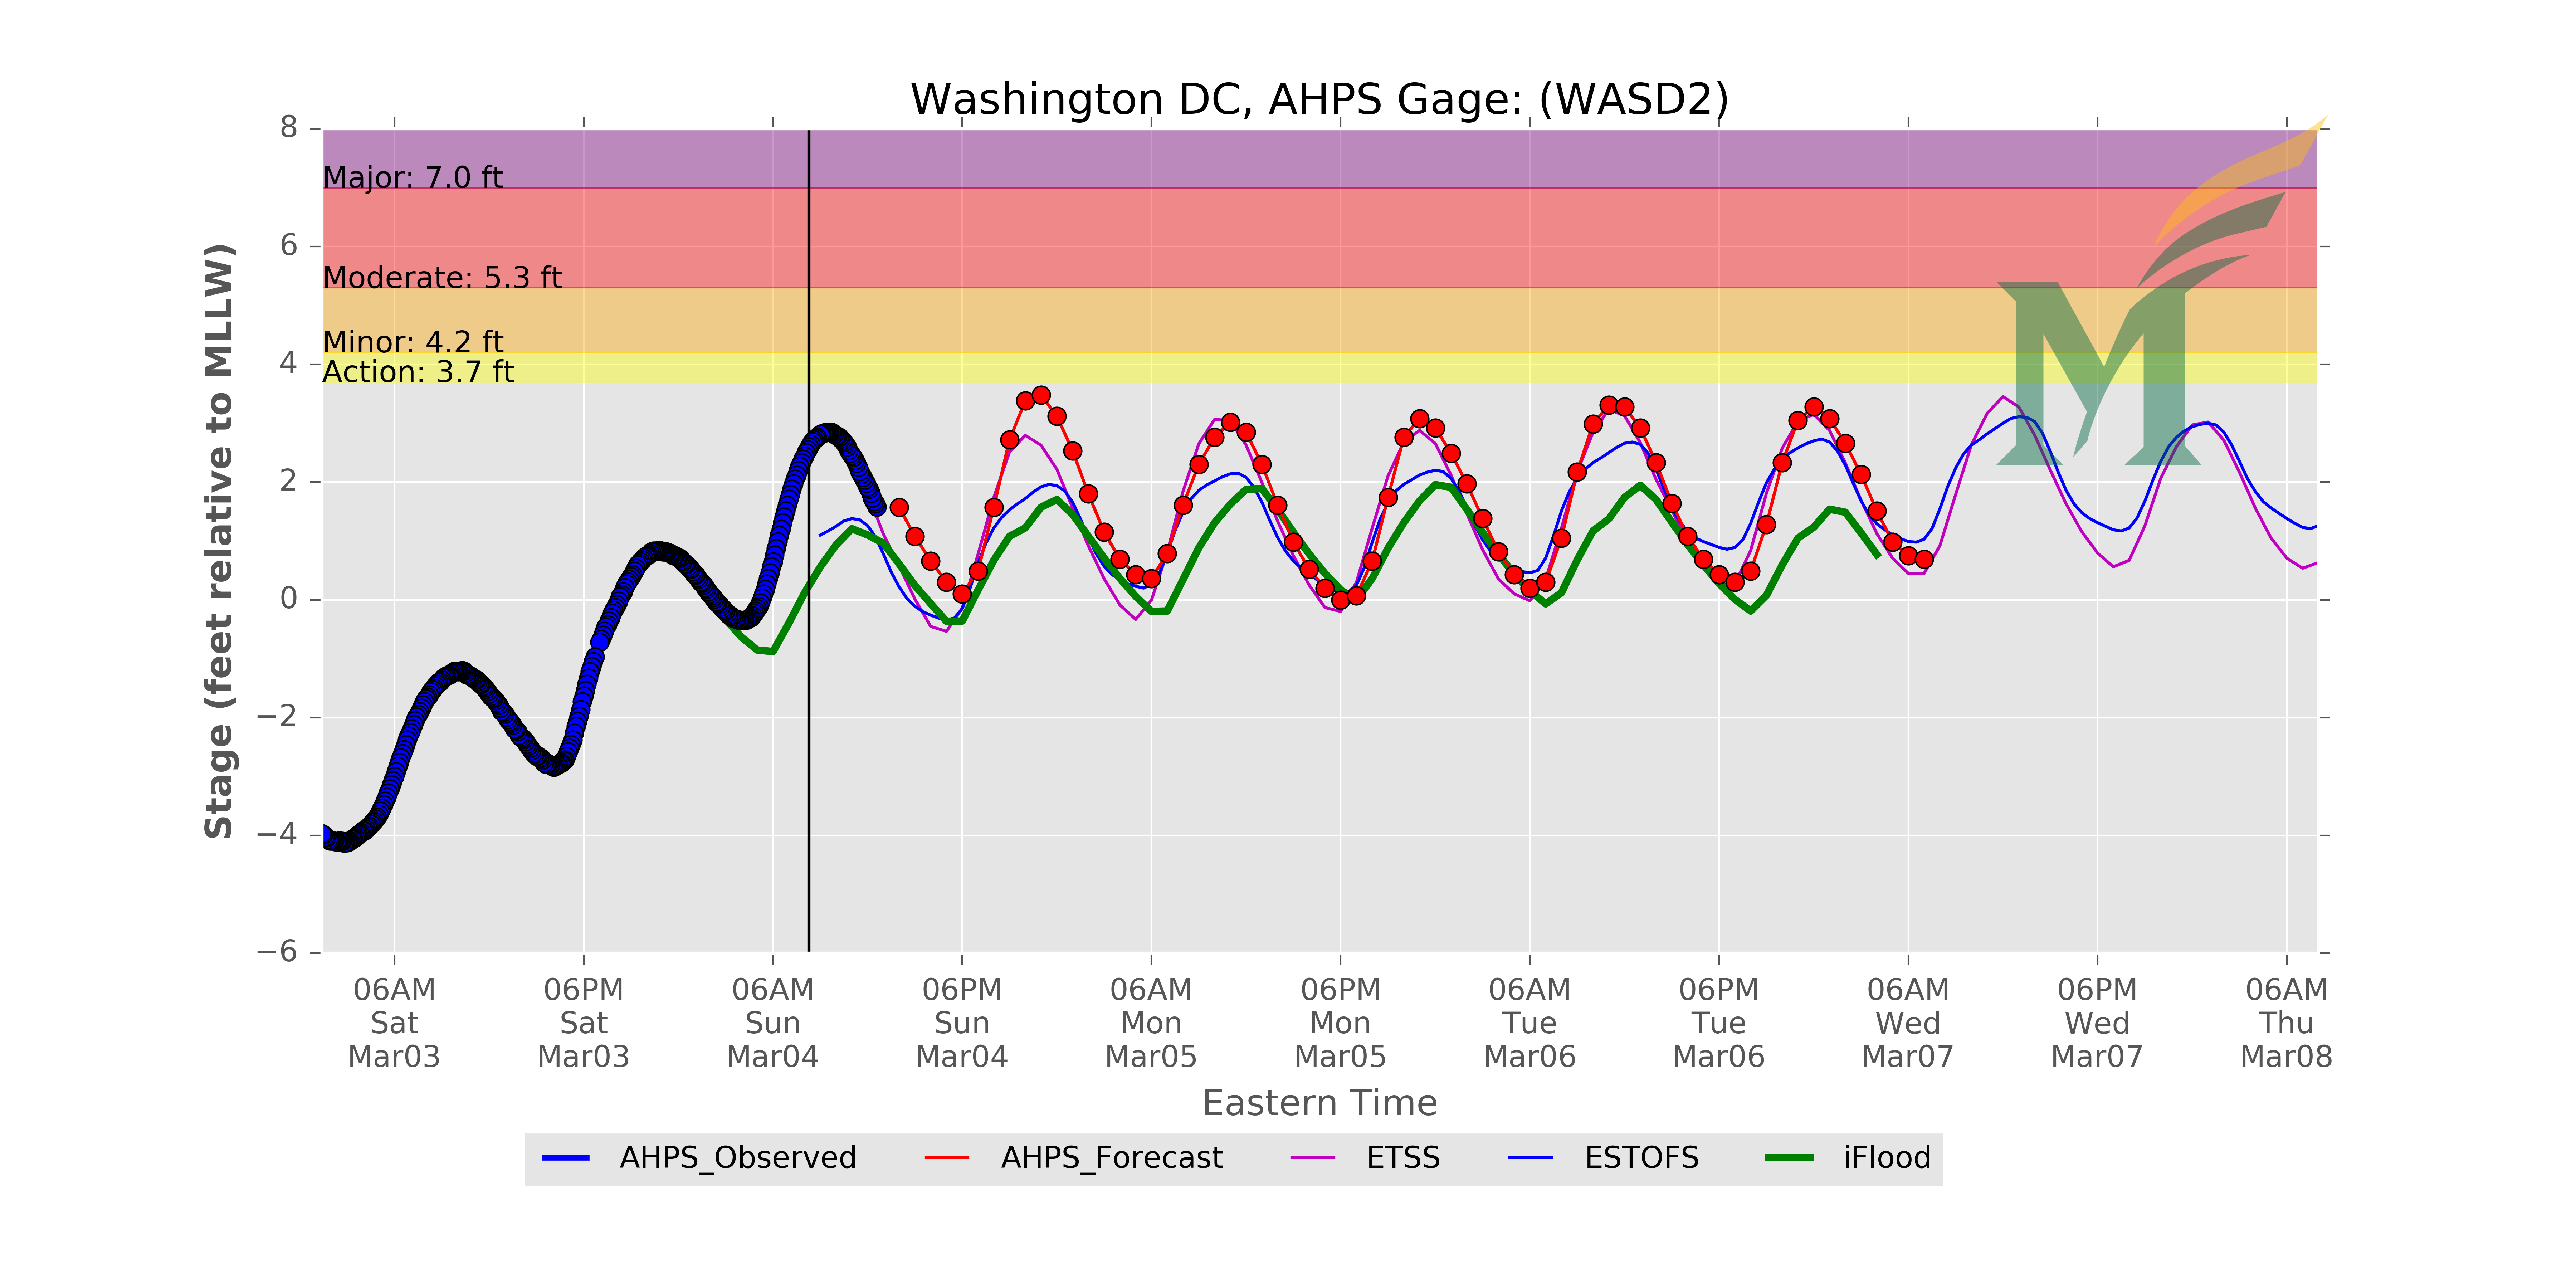 Washington DC, AHPS Gage: (WASD2)
Stage (feet relative to MLLW)
8
6
4
2
0
−2
−4
−6
Major: 7.0 ft
Moderate: 5.3 ft
Minor: 4.2 ft
Action: 3.7 ft
06AM 06PM 06AM 06PM 06AM 06PM 06AM 06PM 06AM 06PM 06AM
Sat Sat Sun Sun Mon Mon Tue Tue Wed Wed Thu
Mar03 Mar03 Mar04 Mar04 Mar05 Mar05 Mar06 Mar06 Mar07 Mar07 Mar08
Eastern Time
AHPS_Observed AHPS_Forecast ETSS ESTOFS iFlood
M